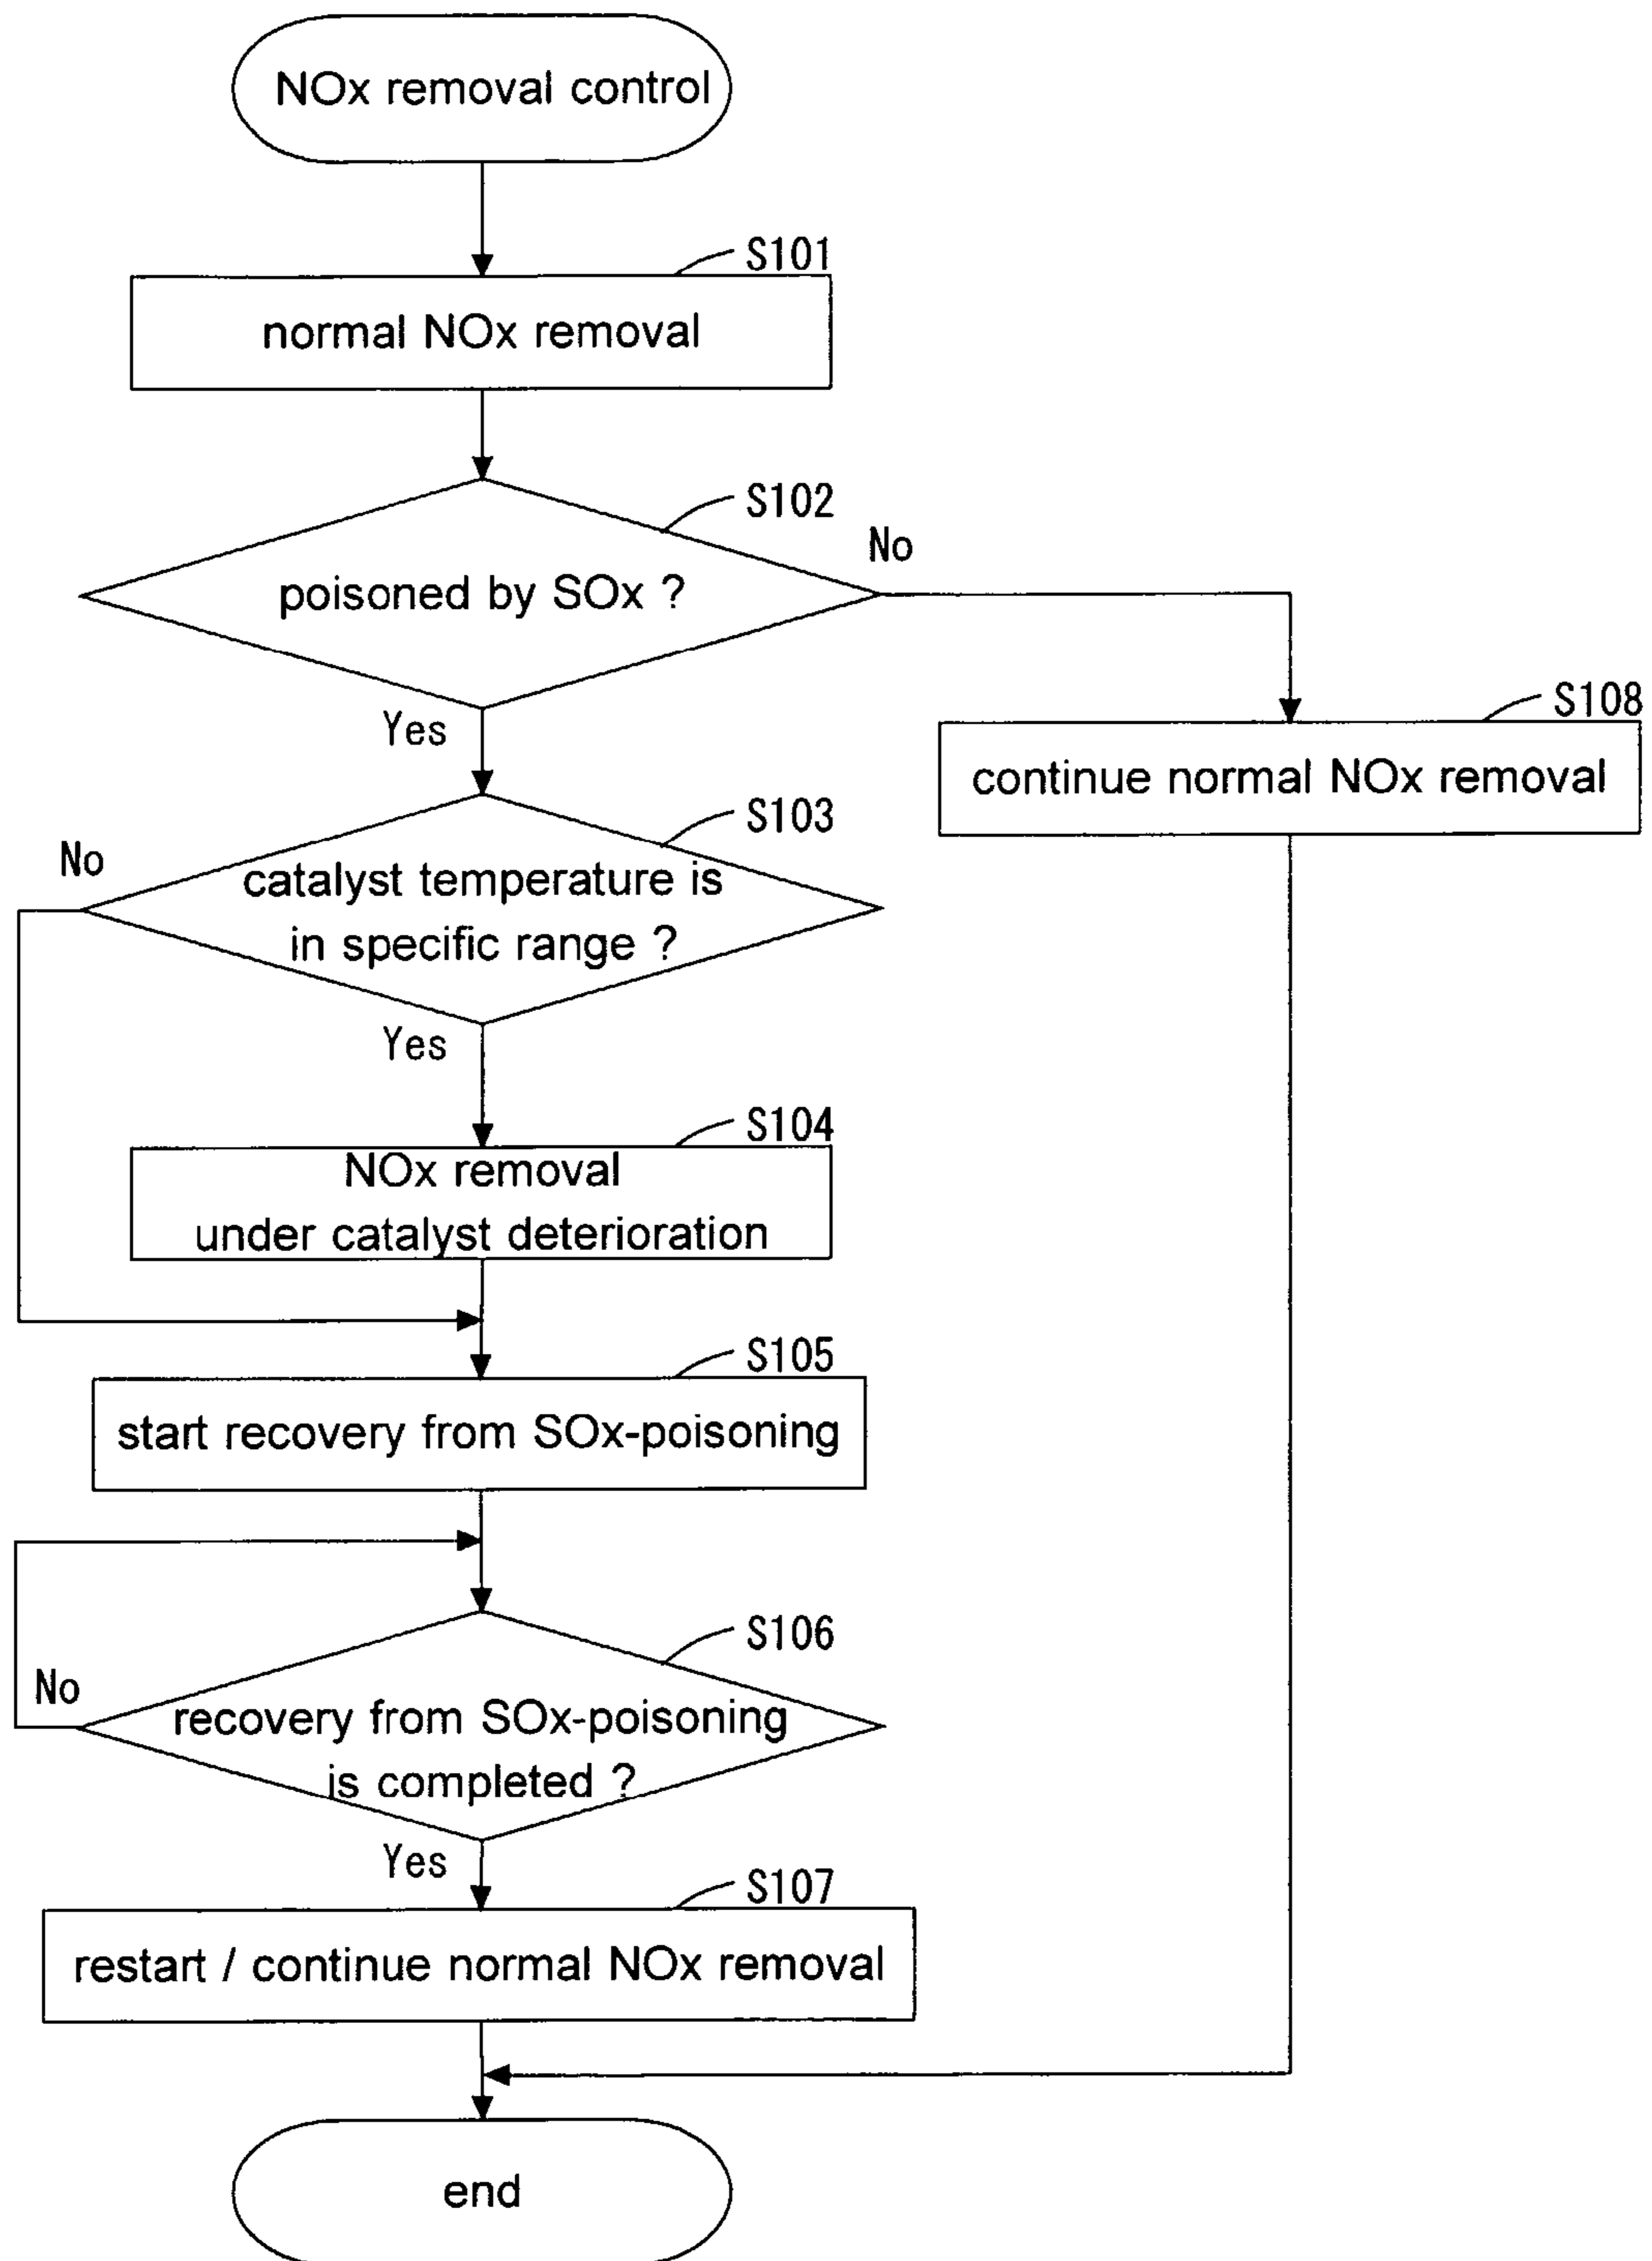 NOx removal control
S101
normal NOx removal
S102
No
poisoned by SOx ?
Yes
S108
continue normal NOx removal
S103
No
catalyst temperature is
in specific range ?
Yes
S104
NOx removal
under catalyst deterioration
S105
start recovery from SOx-poisoning
S106
No
recovery from SOx-poisoning
is completed ?
Yes
S107
restart / continue normal NOx removal
end